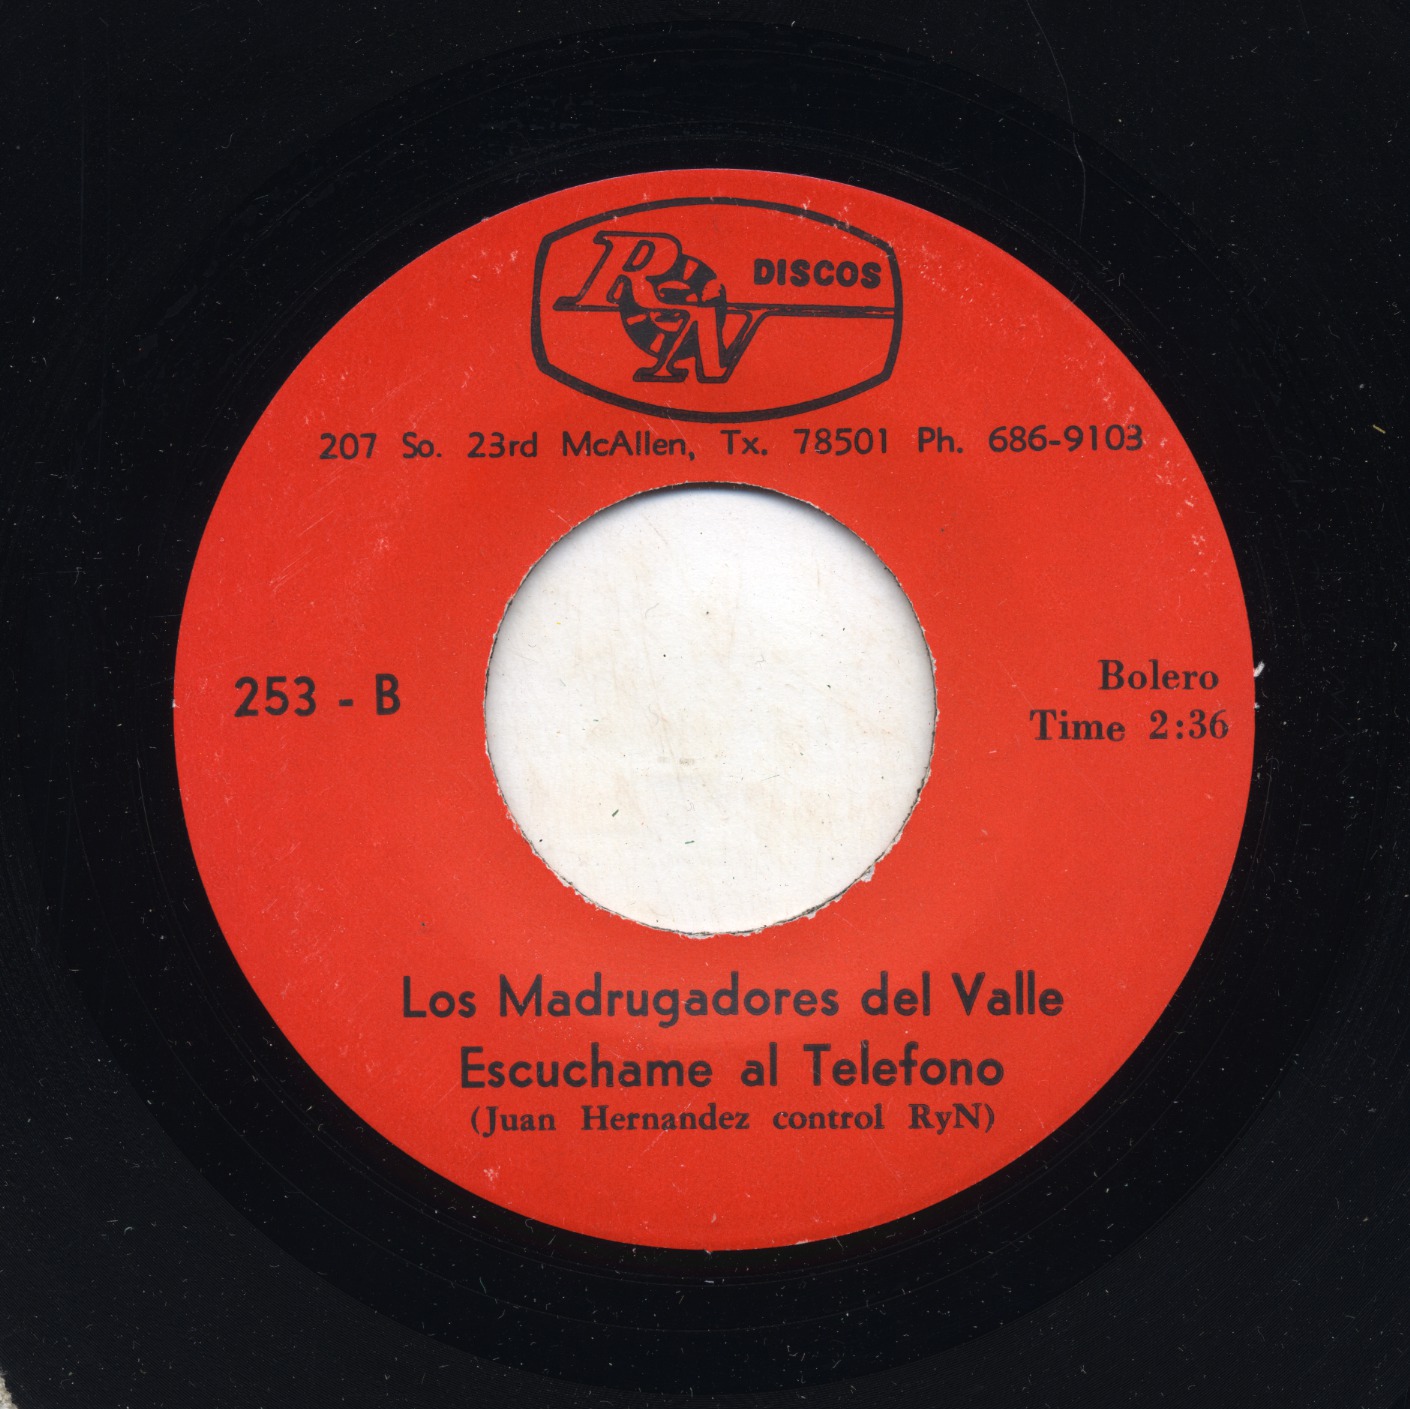 RyN DISCOS
207 So. 23rd McAllen, Tx. 78501 Ph. 686-9103
253 - B
Bolero
Time 2:36
Los Madrugadores del Valle
Escuchame al Telefono
(Juan Hernandez control RyN)